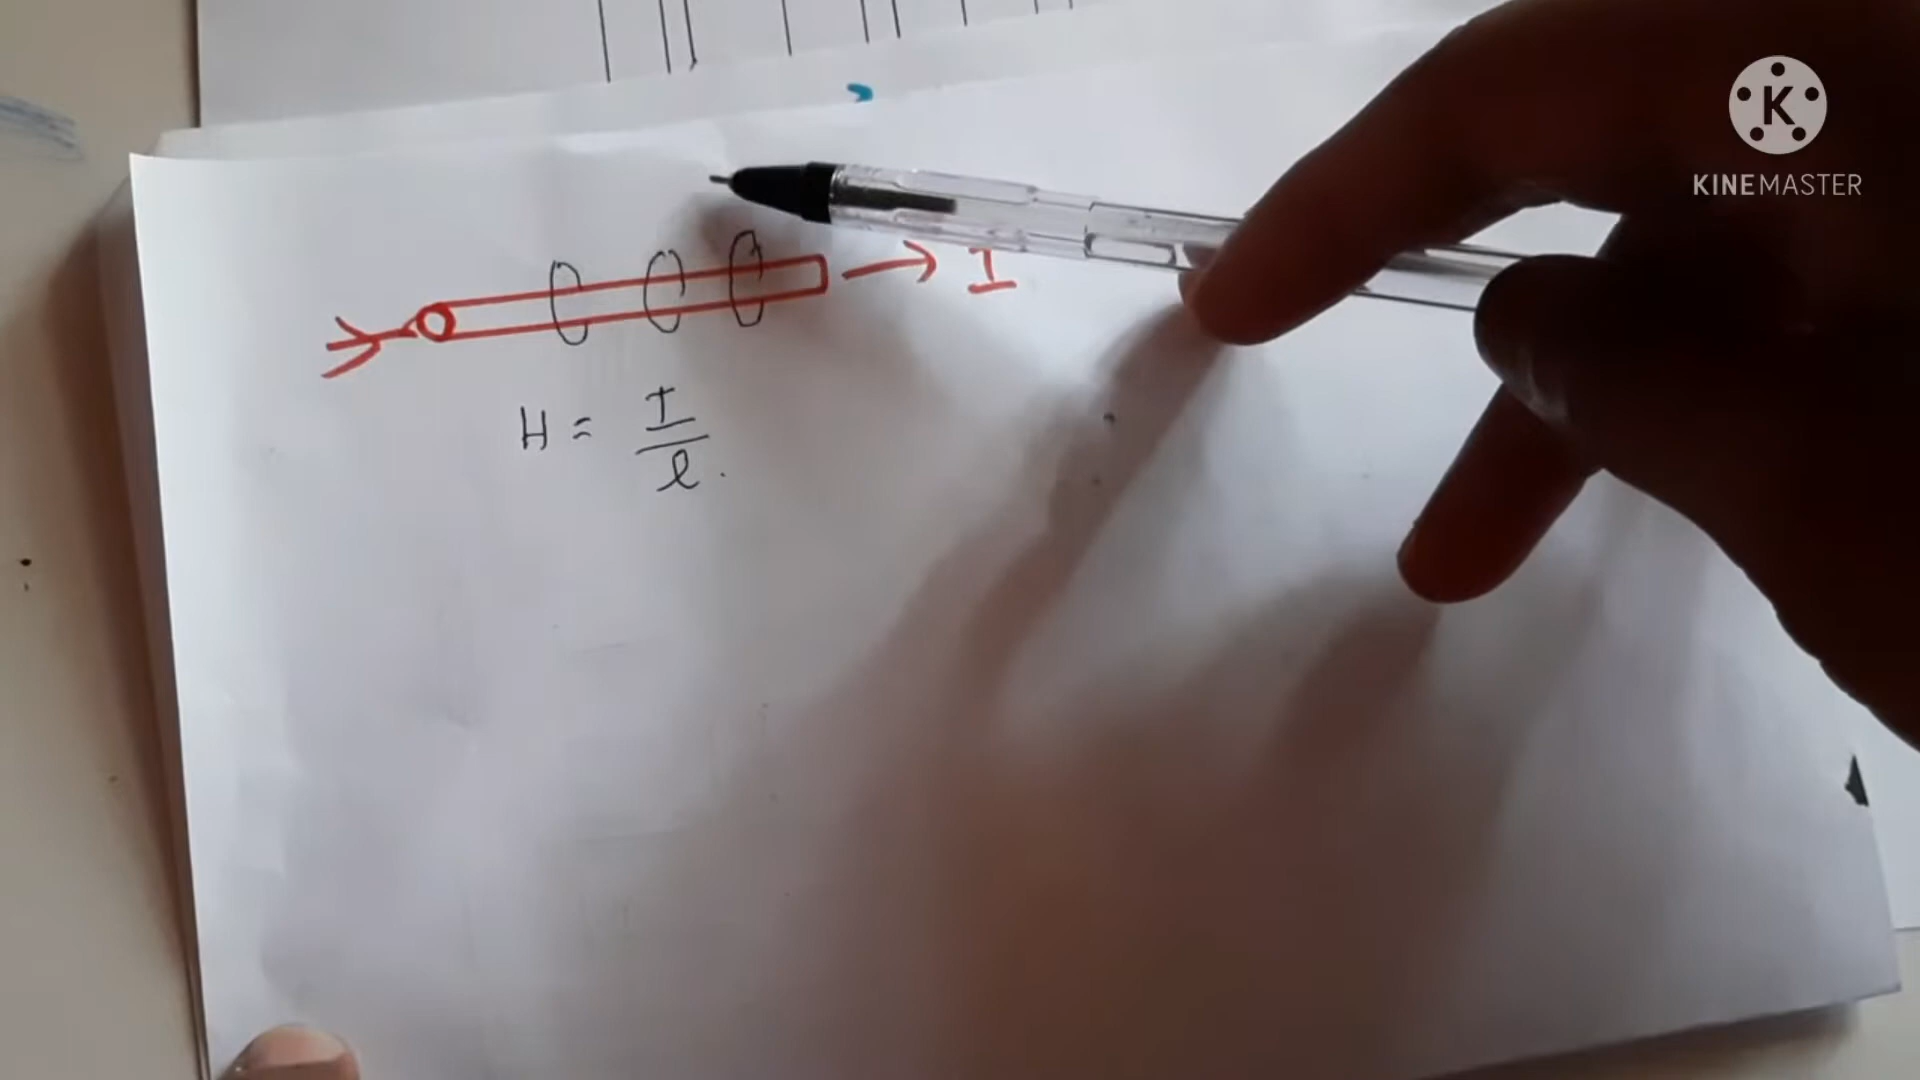 K
KINEMASTER
I
H = I/l.